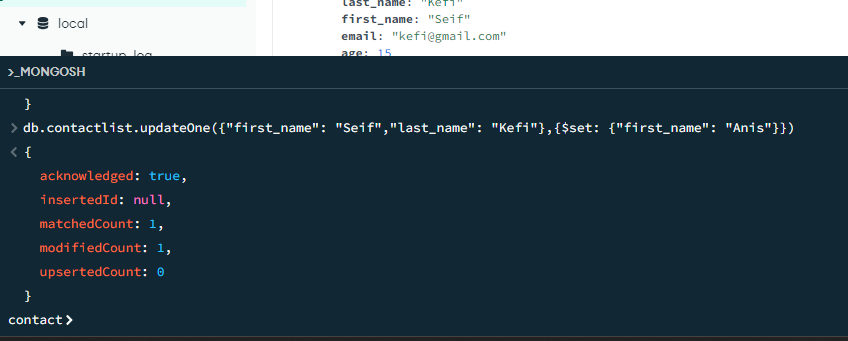 last_name: "Kefi"
local
first_name: "Seif"
email: "kefi@gmail.com"
startup_log
age: 15
>_MONGOSH
}
> db.contactlist.updateOne({"first_name": "Seif","last_name": "Kefi"},{$set: {"first_name": "Anis"}})
< {
acknowledged: true,
insertedId: null,
matchedCount: 1,
modifiedCount: 1,
upsertedCount: 0
}
contact>